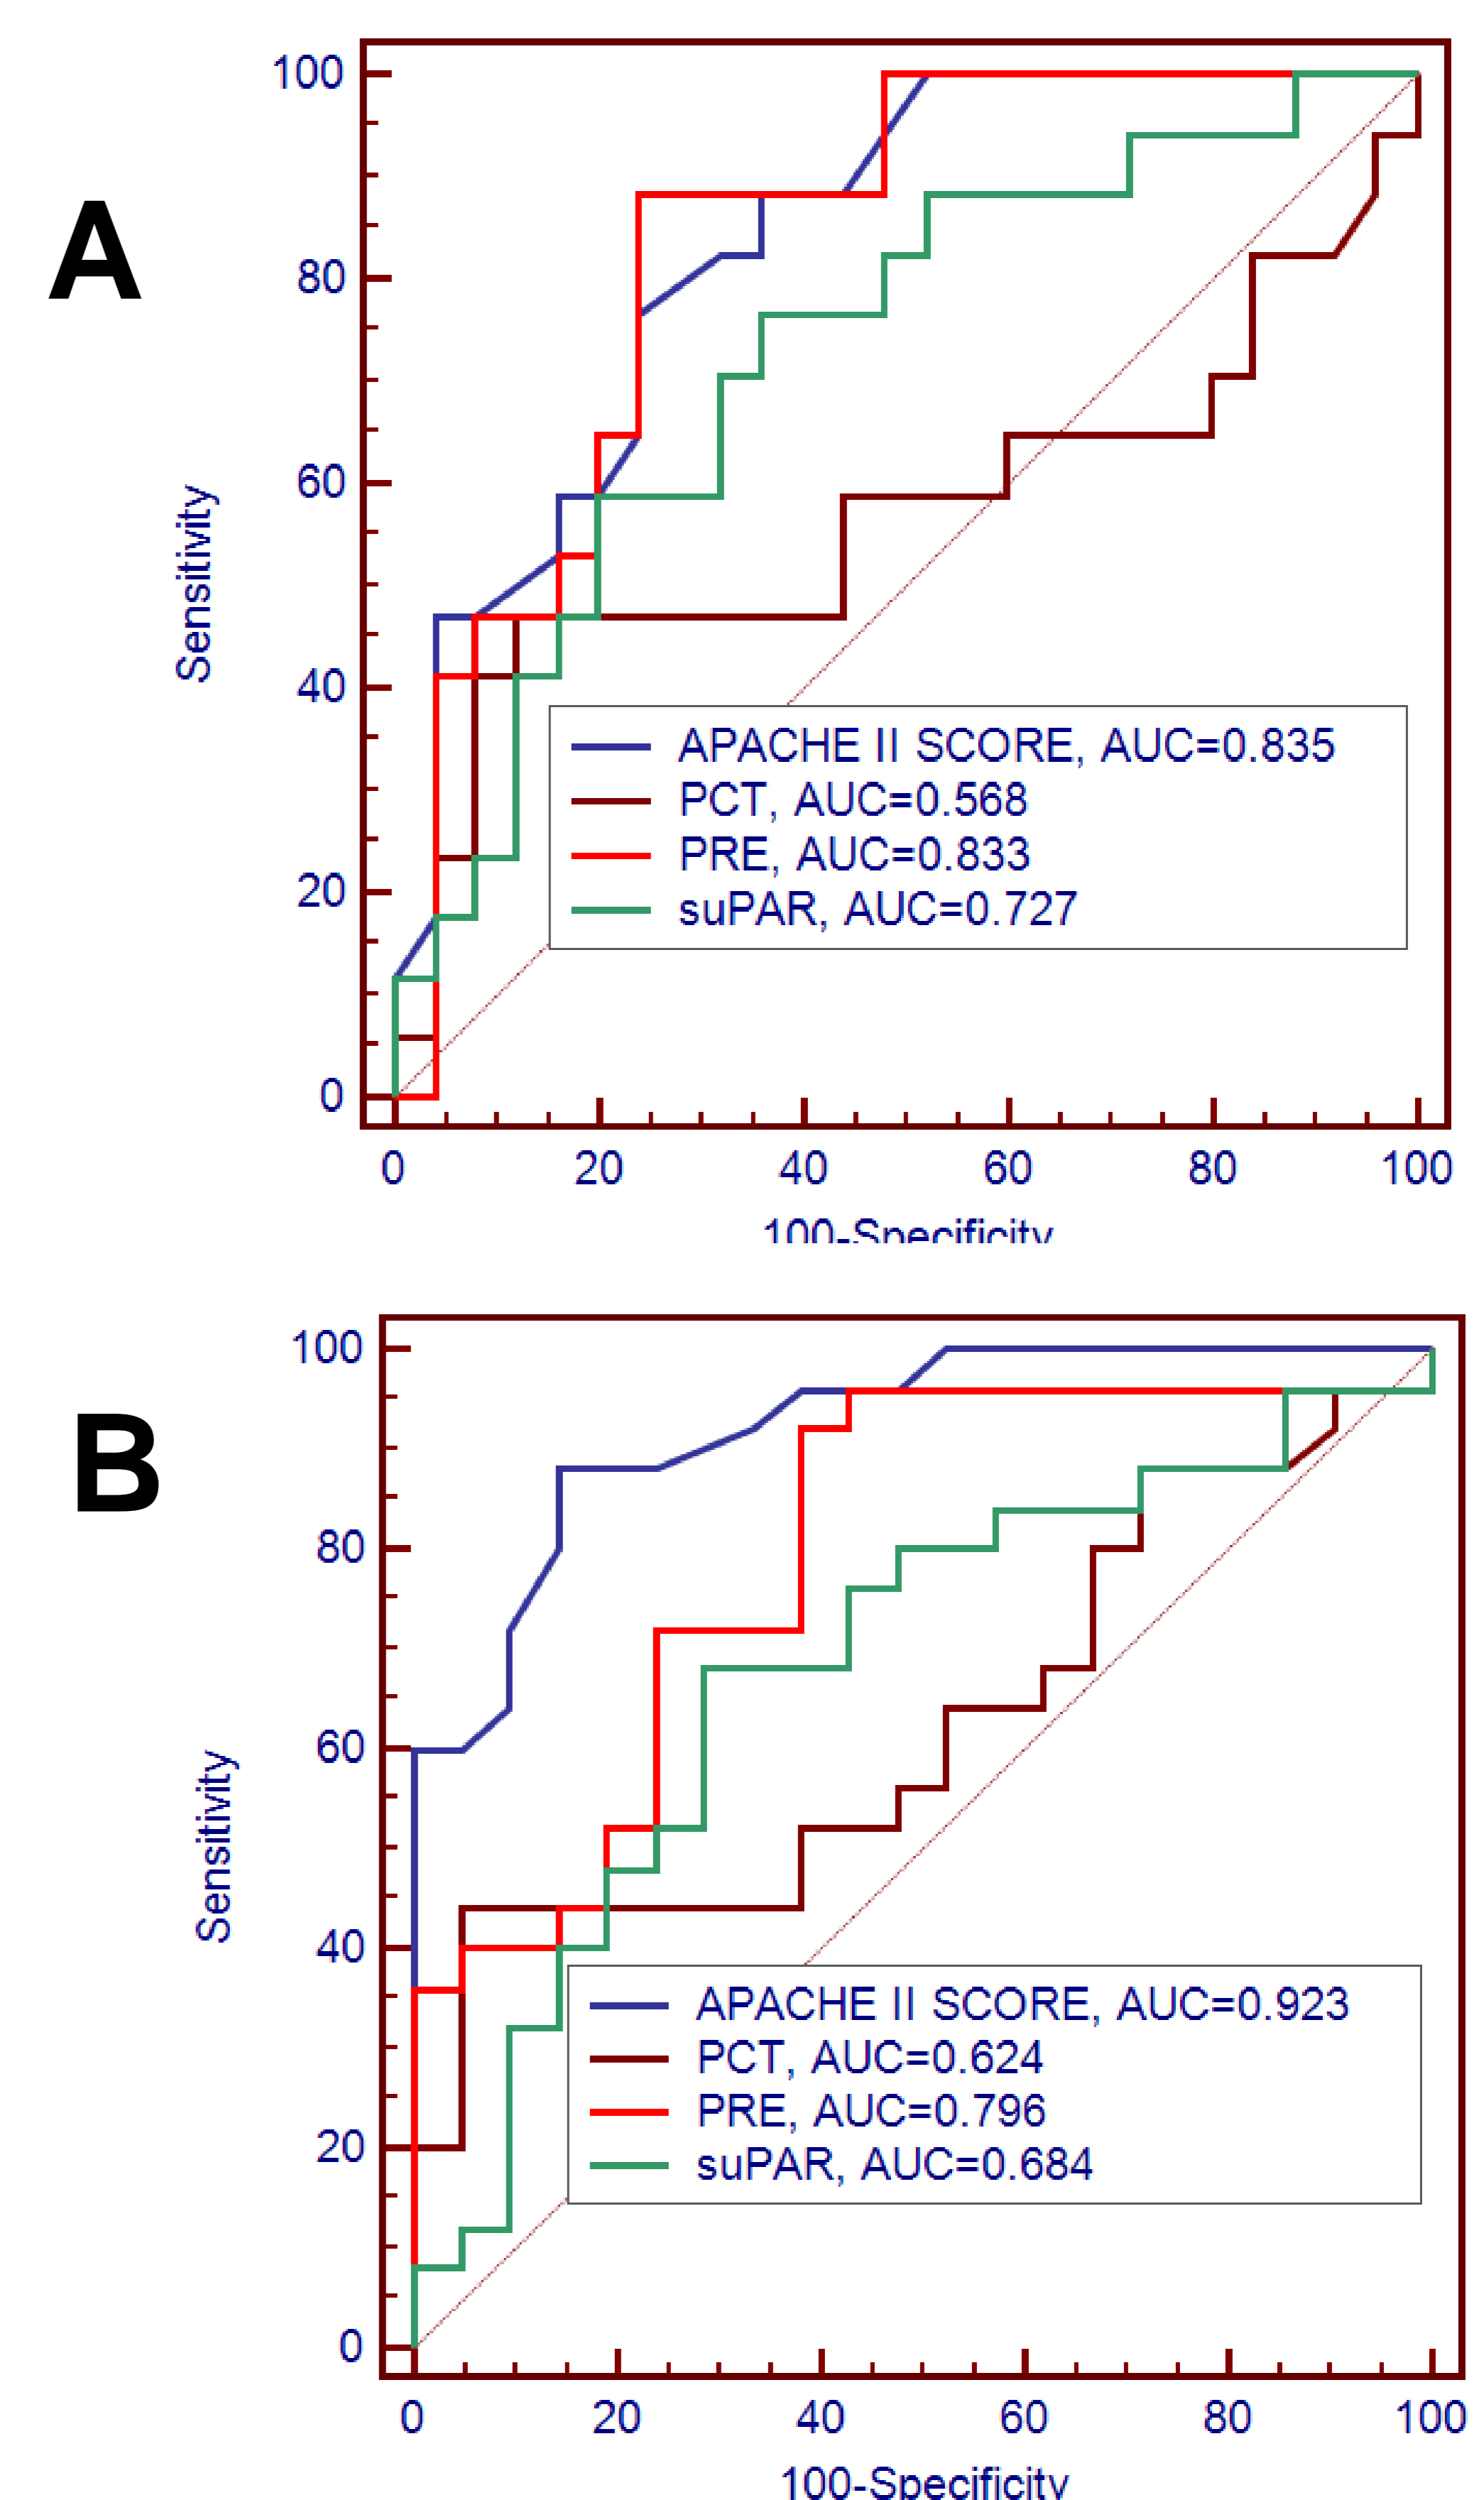 A
100
80
60
40
20
0
Sensitivity
APACHE II SCORE, AUC=0.835
PCT, AUC=0.568
PRE, AUC=0.833
suPAR, AUC=0.727
0 20 40 60 80 100
100-Specificity
B
100
80
60
40
20
0
Sensitivity
APACHE II SCORE, AUC=0.923
PCT, AUC=0.624
PRE, AUC=0.796
suPAR, AUC=0.684
0 20 40 60 80 100
100-Specificity